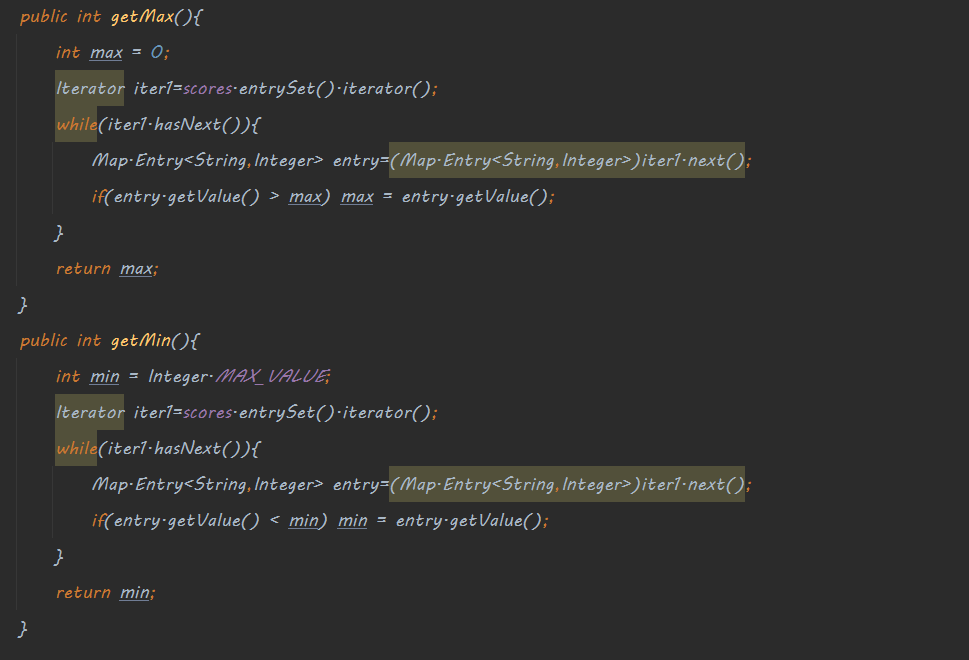 public int getMax(){
int max = 0;
Iterator iter1=scores.entrySet().iterator();
while(iter1.hasNext()){
Map.Entry<String,Integer> entry=(Map.Entry<String,Integer>)iter1.next();
if(entry.getValue() > max) max = entry.getValue();
}
return max;
}
public int getMin(){
int min = Integer.MAX_VALUE;
Iterator iter1=scores.entrySet().iterator();
while(iter1.hasNext()){
Map.Entry<String,Integer> entry=(Map.Entry<String,Integer>)iter1.next();
if(entry.getValue() < min) min = entry.getValue();
}
return min;
}